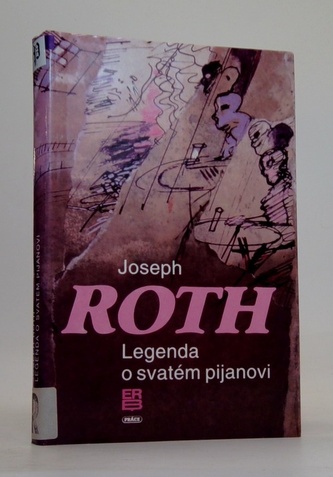 Joseph
ROTH
Legenda
o svatém pijanovi
ER
B
PRÁCE
LEGENDA O SVATÉM PIJANOVI